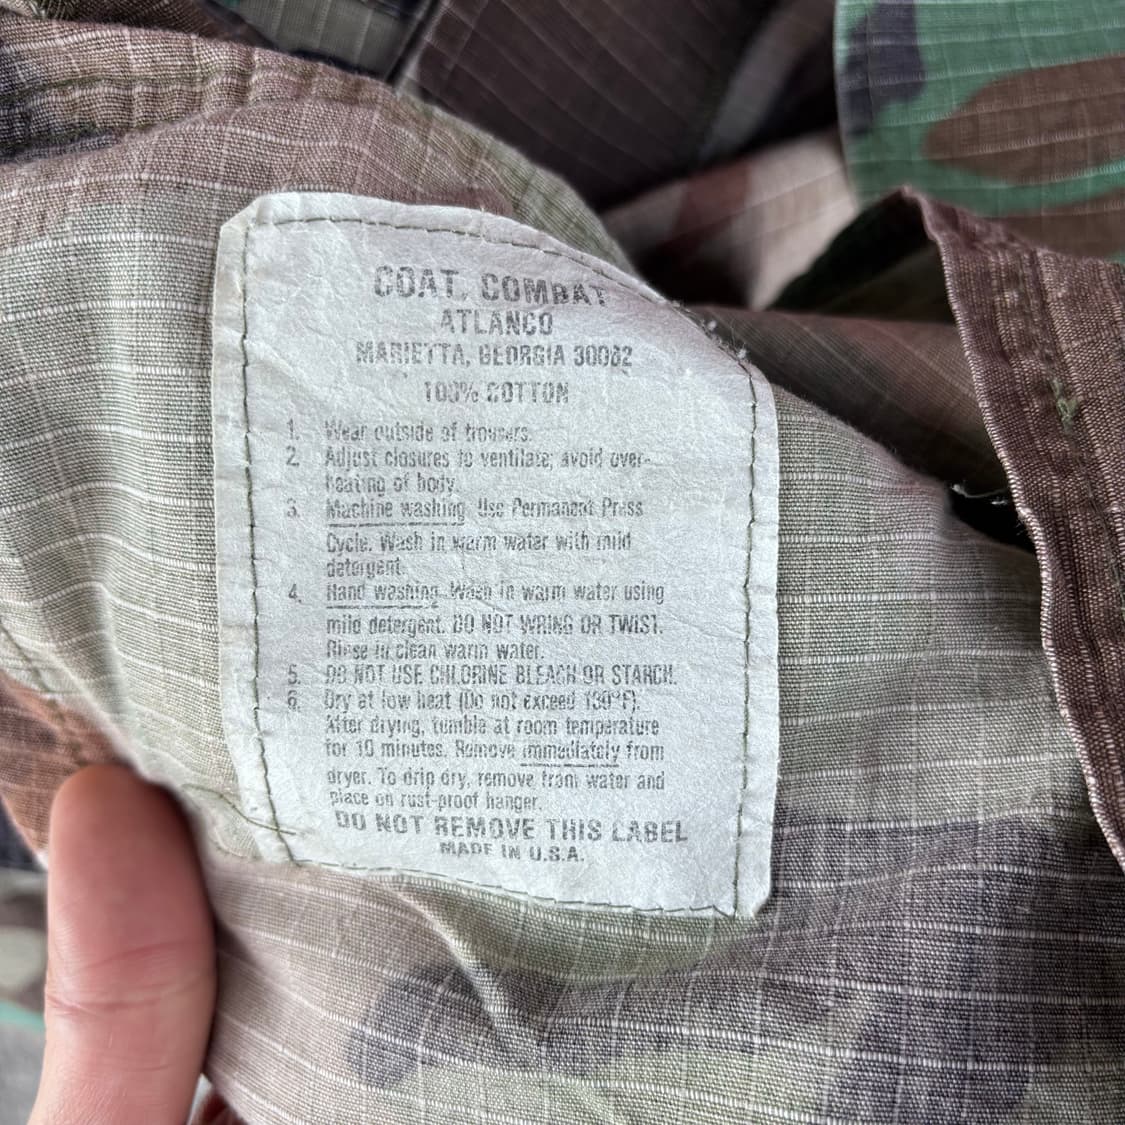 COAT, COMBAT
ATLANCO
MARIETTA, GEORGIA 30062
100% COTTON
1. Wear outside of trousers.
2. Adjust closures to ventilate; avoid over-
heating of body.
3. Machine washing. Use Permanent Press
Cycle. Wash in warm water with mild
detergent.
4. Hand washing. Wash in warm water using
mild detergent. DO NOT WRING OR TWIST.
Rinse in clean warm water.
5. DO NOT USE CHLORINE BLEACH OR STARCH.
6. Dry at low heat (Do not exceed 130°F).
After drying, tumble at room temperature
for 10 minutes. Remove immediately from
dryer. To drip dry, remove from water and
place on rust-proof hanger.
DO NOT REMOVE THIS LABEL
MADE IN U.S.A.